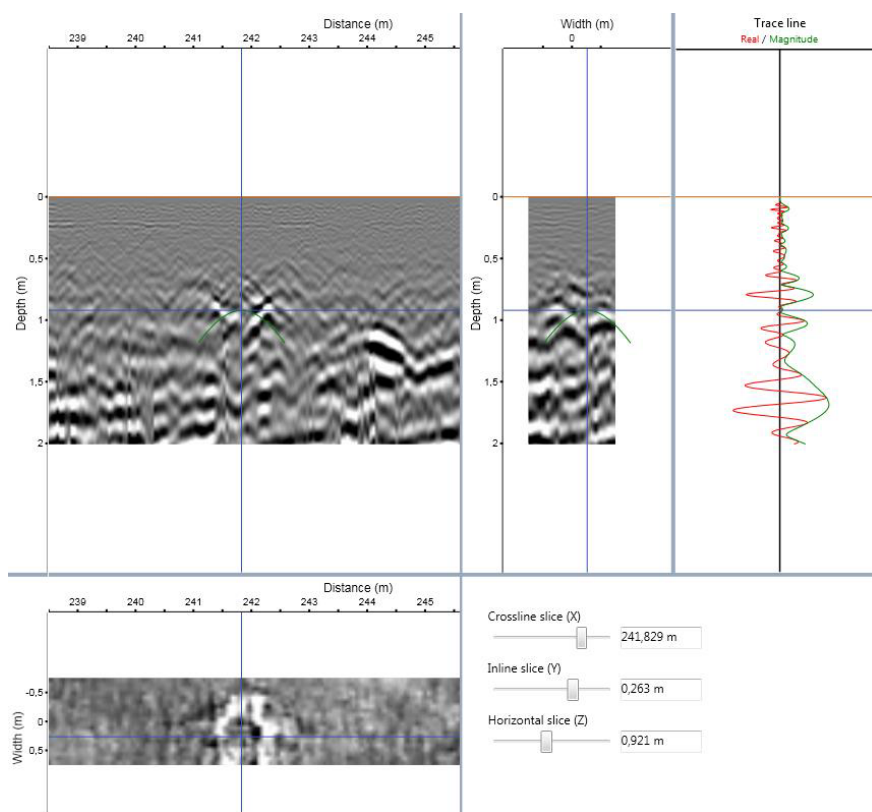 Distance (m)
239 240 241 242 243 244 245
Width (m)
0
Trace line
Real / Magnitude
Depth (m)
0
0,5
1
1,5
2
Depth (m)
0
0,5
1
1,5
2
Distance (m)
239 240 241 242 243 244 245
Width (m)
-0,5
0
0,5
Crossline slice (X)
241,829 m
Inline slice (Y)
0,263 m
Horizontal slice (Z)
0,921 m